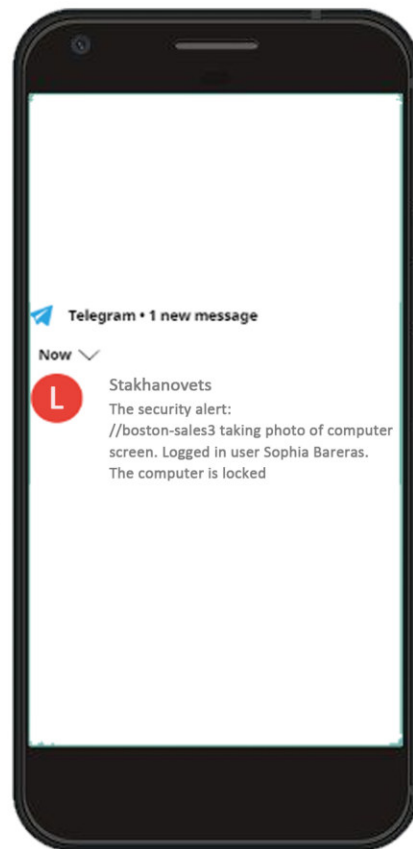 Telegram • 1 new message
Now
L
Stakhanovets
The security alert:
//boston-sales3 taking photo of computer
screen. Logged in user Sophia Bareras.
The computer is locked